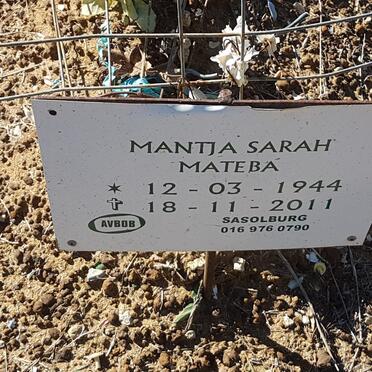 MANTJA SARAH
MATEBA
✶ 12 - 03 - 1944
✞ 18 - 11 - 2011
AVBOB
SASOLBURG
016 976 0790